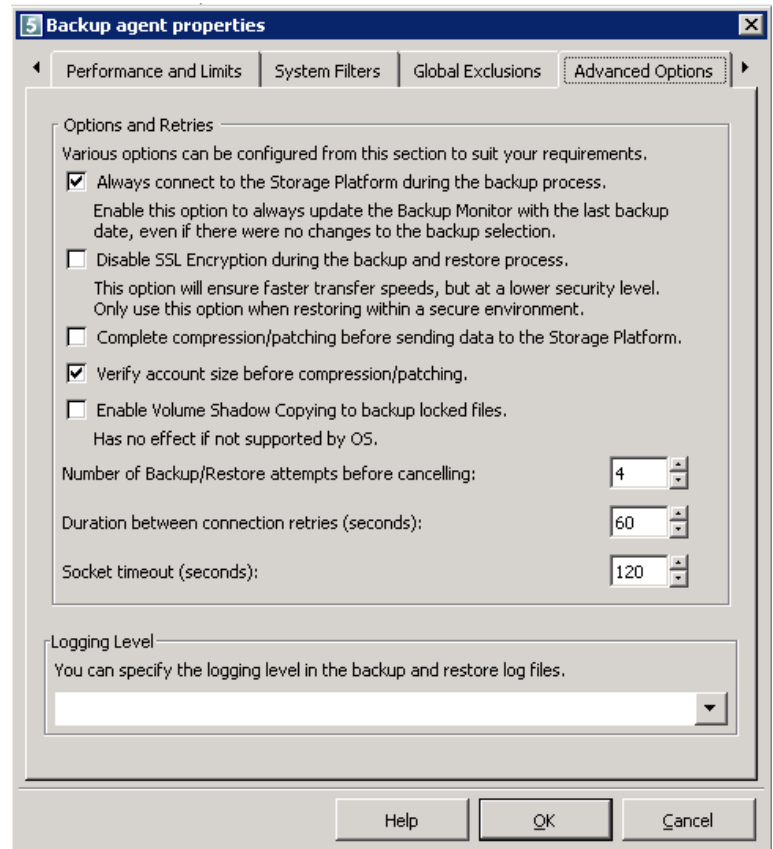 5 Backup agent properties
Performance and Limits System Filters Global Exclusions Advanced Options
Options and Retries
Various options can be configured from this section to suit your requirements.
Always connect to the Storage Platform during the backup process.
Enable this option to always update the Backup Monitor with the last backup
date, even if there were no changes to the backup selection.
Disable SSL Encryption during the backup and restore process.
This option will ensure faster transfer speeds, but at a lower security level.
Only use this option when restoring within a secure environment.
Complete compression/patching before sending data to the Storage Platform.
Verify account size before compression/patching.
Enable Volume Shadow Copying to backup locked files.
Has no effect if not supported by OS.
Number of Backup/Restore attempts before cancelling: 4
Duration between connection retries (seconds): 60
Socket timeout (seconds): 120
Logging Level
You can specify the logging level in the backup and restore log files.
Help OK Cancel